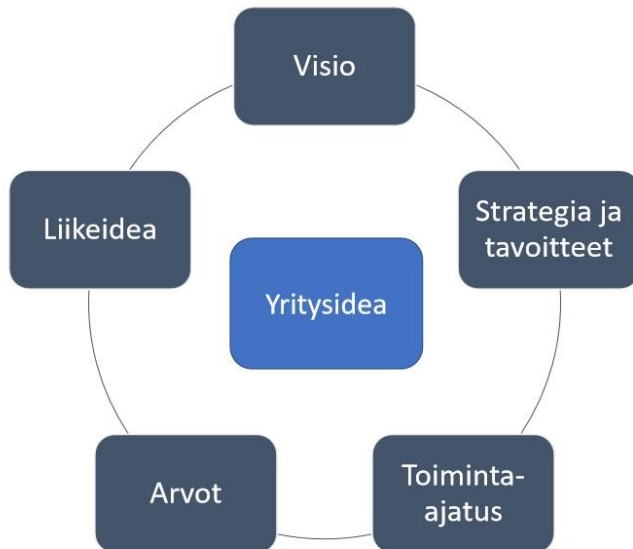 Visio
Strategia ja
tavoitteet
Toiminta-
ajatus
Arvot
Liikeidea
Yritysidea